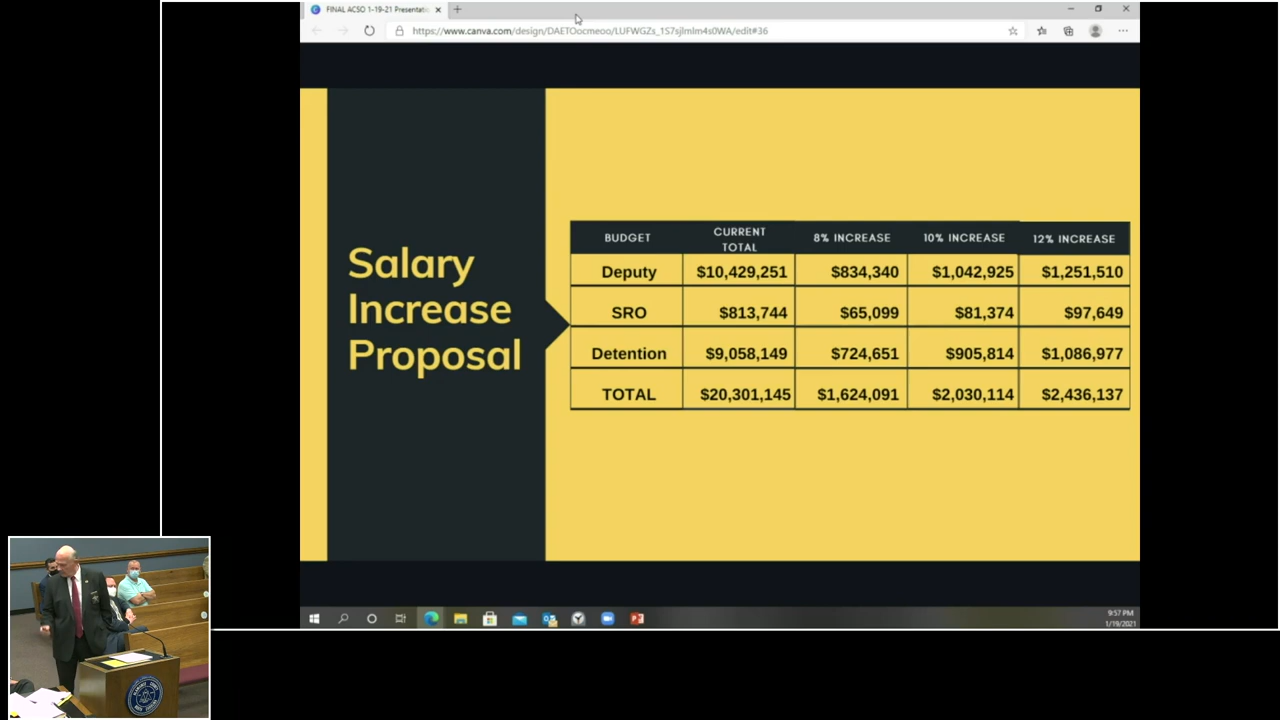 FINAL ACSO 1-19-21 Presentati
https://www.canva.com/design/DAETOocmeoo/LUFWGZs_1S7sjlmlm4s0WA/edit#36
Salary
Increase
Proposal
BUDGET CURRENT TOTAL 8% INCREASE 10% INCREASE 12% INCREASE
Deputy $10,429,251 $834,340 $1,042,925 $1,251,510
SRO $813,744 $65,099 $81,374 $97,649
Detention $9,058,149 $724,651 $905,814 $1,086,977
TOTAL $20,301,145 $1,624,091 $2,030,114 $2,436,137
9:57 PM
1/19/2021